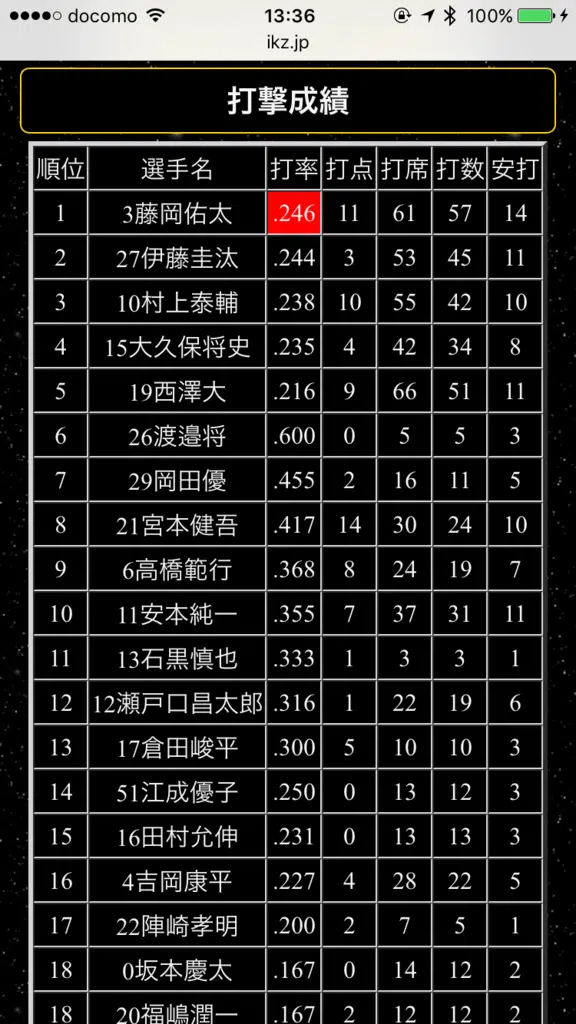 docomo 13:36 100%
ikz.jp
打撃成績
順位 選手名 打率 打点 打席 打数 安打
1 3藤岡佑太 .246 11 61 57 14
2 27伊藤圭汰 .244 3 53 45 11
3 10村上泰輔 .238 10 55 42 10
4 15大久保将史 .235 4 42 34 8
5 19西澤大 .216 9 66 51 11
6 26渡邉将 .600 0 5 5 3
7 29岡田優 .455 2 16 11 5
8 21宮本健吾 .417 14 30 24 10
9 6高橋範行 .368 8 24 19 7
10 11安本純一 .355 7 37 31 11
11 13石黒慎也 .333 1 3 3 1
12 12瀬戸口昌太郎 .316 1 22 19 6
13 17倉田峻平 .300 5 10 10 3
14 51江成優子 .250 0 13 12 3
15 16田村允伸 .231 0 13 13 3
16 4吉岡康平 .227 4 28 22 5
17 22陣崎孝明 .200 2 7 5 1
18 0坂本慶太 .167 0 14 12 2
18 20福嶋潤一 .167 2 12 12 2